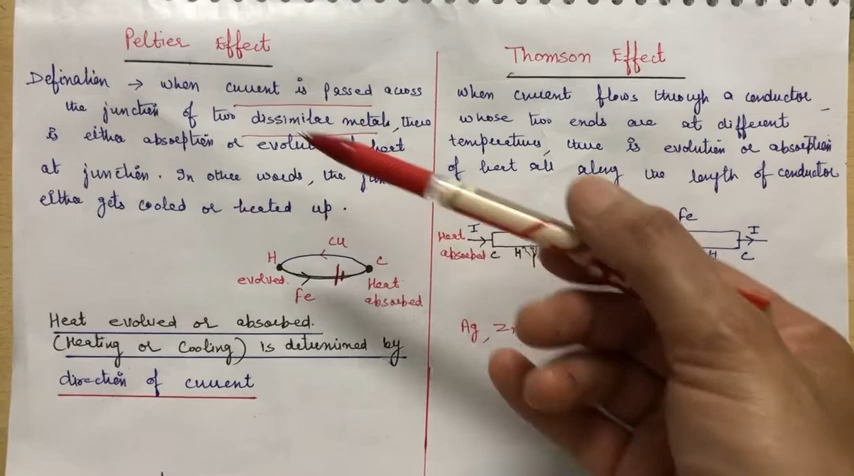 Peltier Effect
Defination → when current is passed across
the junction of two dissimilar metals, there
is either absorption or evolut
at junction. In other words, the
either gets cooled or heated up.
Cu
H C
evolved. Heat
Fe absorbed
Heat evolved or absorbed.
(Heating or Cooling) is determined by
direction of current
Thomson Effect
when current flows through a conductor
whose two ends are at different
temperatures, there is evolution or absorption
of heat all along the length of conductor
Fe
Heat I I
absorbed C H H C
Ag,